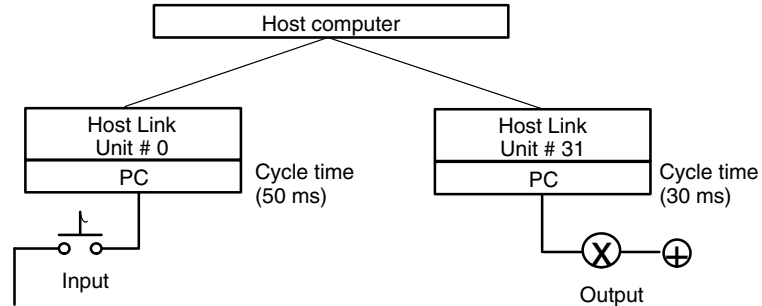 Host computer
Host Link
Unit # 0
PC
Cycle time
(50 ms)
Input
Host Link
Unit # 31
PC
Cycle time
(30 ms)
X
Output